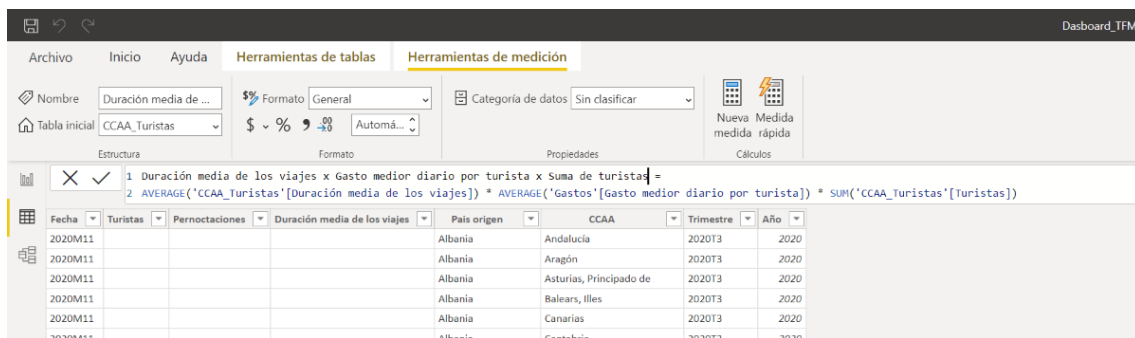 Dasboard_TFM
Archivo Inicio Ayuda Herramientas de tablas Herramientas de medición
Nombre Duración media de ... Formato General Categoría de datos Sin clasificar
Tabla inicial CCAA_Turistas $ % Automá... Nueva medida Medida rápida
Estructura Formato Propiedades Cálculos
1 Duración media de los viajes x Gasto medior diario por turista x Suma de turistas =
2 AVERAGE('CCAA_Turistas'[Duración media de los viajes]) * AVERAGE('Gastos'[Gasto medior diario por turista]) * SUM('CCAA_Turistas'[Turistas])
Fecha Turistas Pernoctaciones Duración media de los viajes Pais origen CCAA Trimestre Año
2020M11 Albania Andalucía 2020T3 2020
2020M11 Albania Aragón 2020T3 2020
2020M11 Albania Asturias, Principado de 2020T3 2020
2020M11 Albania Balears, Illes 2020T3 2020
2020M11 Albania Canarias 2020T3 2020
2020M11 Albania Cantabria 2020T3 2020